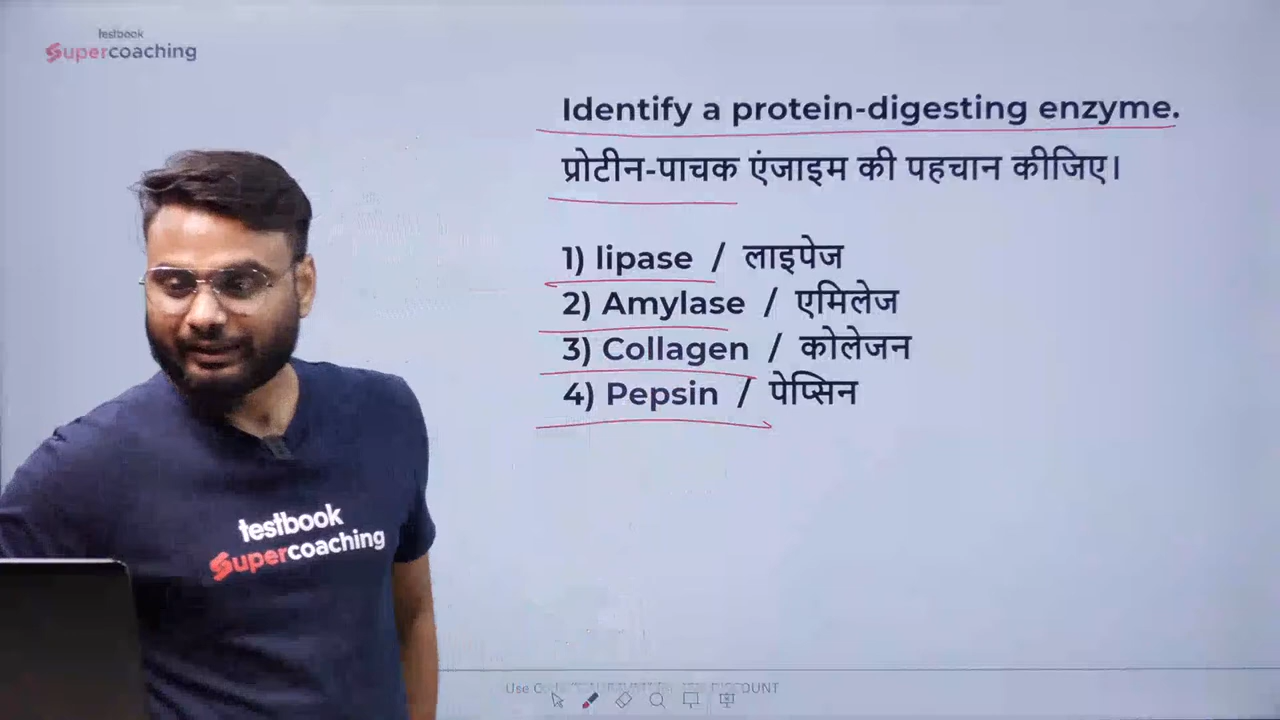 testbook
Supercoaching
Identify a protein-digesting enzyme.
प्रोटीन-पाचक एंजाइम की पहचान कीजिए।
1) lipase / लाइपेज
2) Amylase / एमिलेज
3) Collagen / कोलेजन
4) Pepsin / पेप्सिन
testbook
Supercoaching
Use